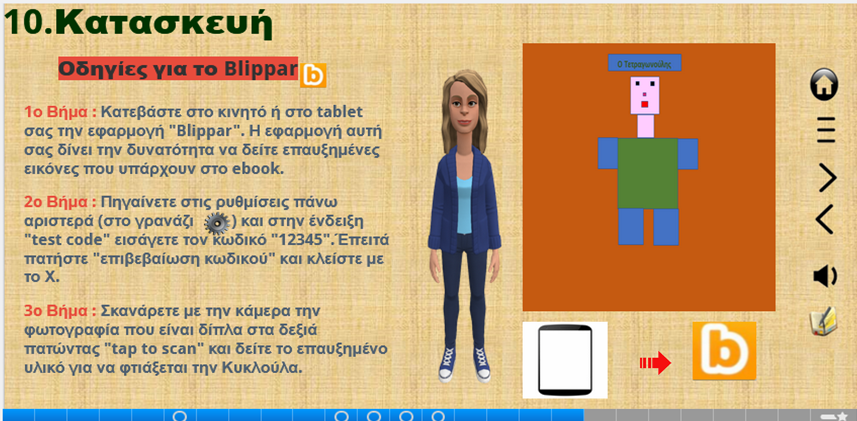 10.Κατασκευή
Οδηγίες για το Blippar
1ο Βήμα : Κατεβάστε στο κινητό ή στο tablet
σας την εφαρμογή "Blippar". Η εφαρμογή αυτή
σας δίνει την δυνατότητα να δείτε επαυξημένες
εικόνες που υπάρχουν στο ebook.
2ο Βήμα : Πηγαίνετε στις ρυθμίσεις πάνω
αριστερά (στο γρανάζι ) και στην ένδειξη
"test code" εισάγετε τον κωδικό "12345".Έπειτά
πατήστε "επιβεβαίωση κωδικού" και κλείστε με
το Χ.
3ο Βήμα : Σκανάρετε με την κάμερα την
φωτογραφία που είναι δίπλα στα δεξιά
πατώντας "tap to scan" και δείτε το επαυξημένο
υλικό για να φτιάξεται την Κυκλούλα.
Ο Τετραγωνούλης
b
b